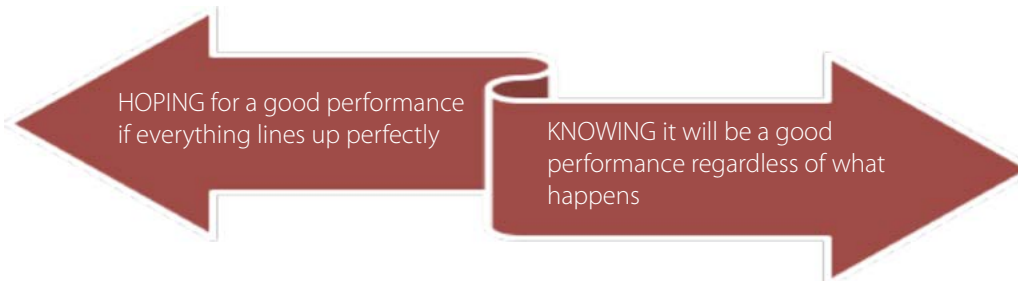 HOPING for a good performance
if everything lines up perfectly
KNOWING it will be a good
performance regardless of what
happens